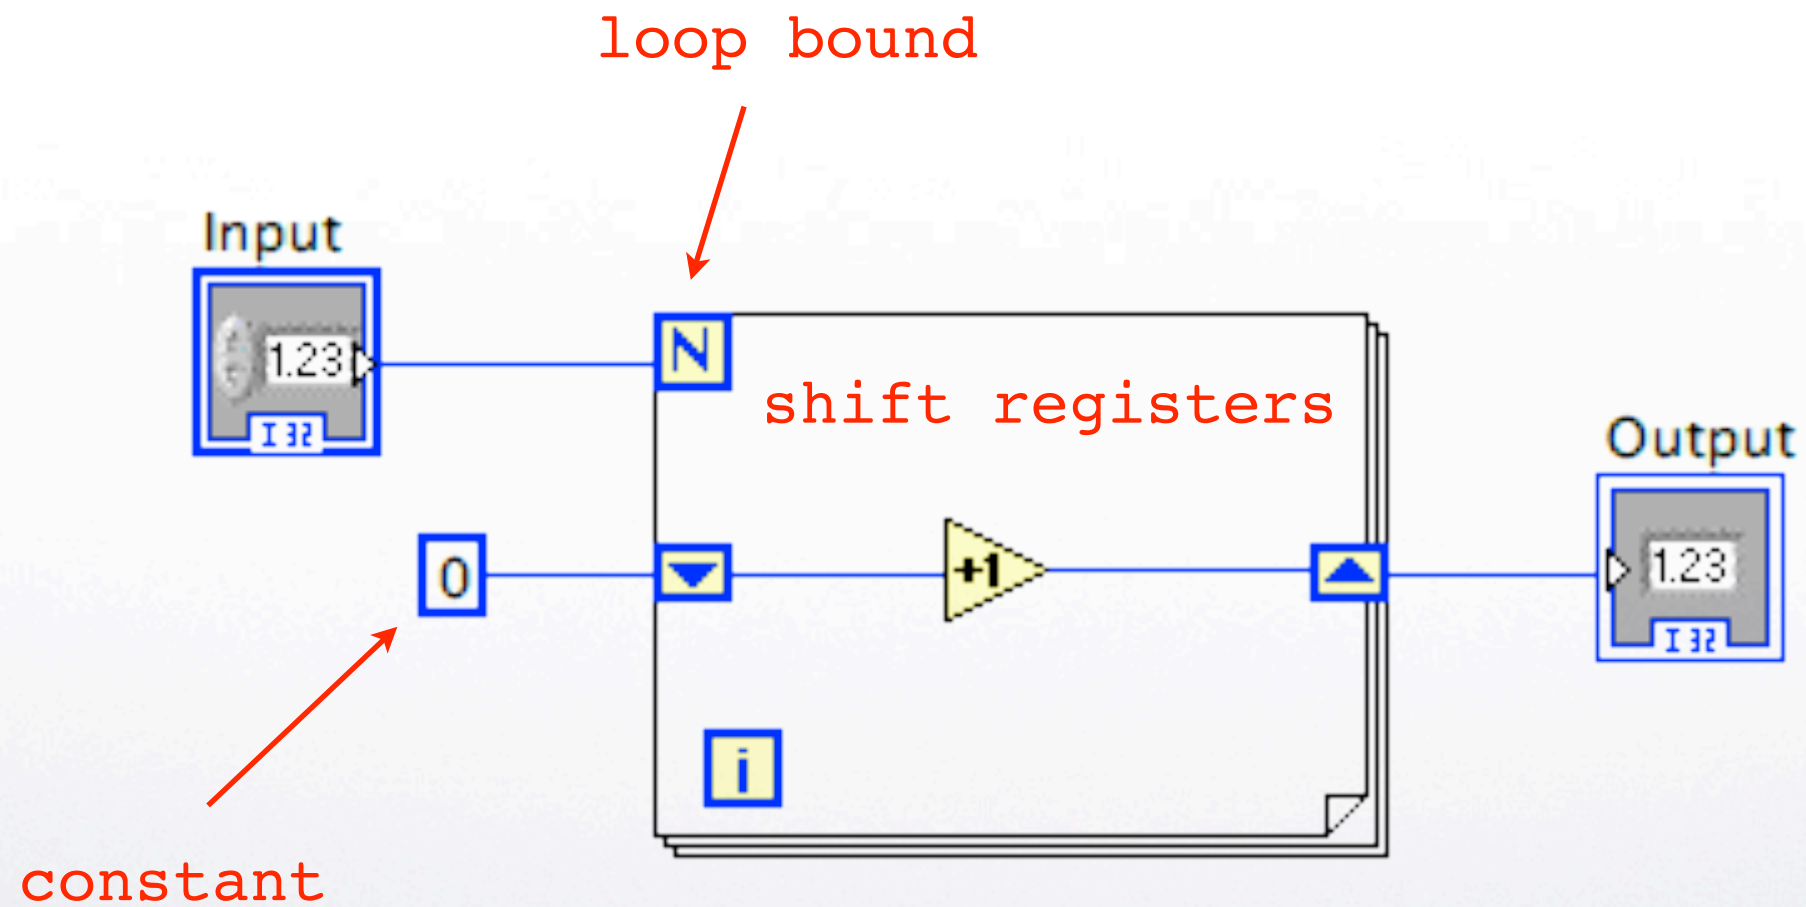 loop bound
Input
N
1.23
shift registers
I32
Output
0
+1
1.23
I32
i
constant